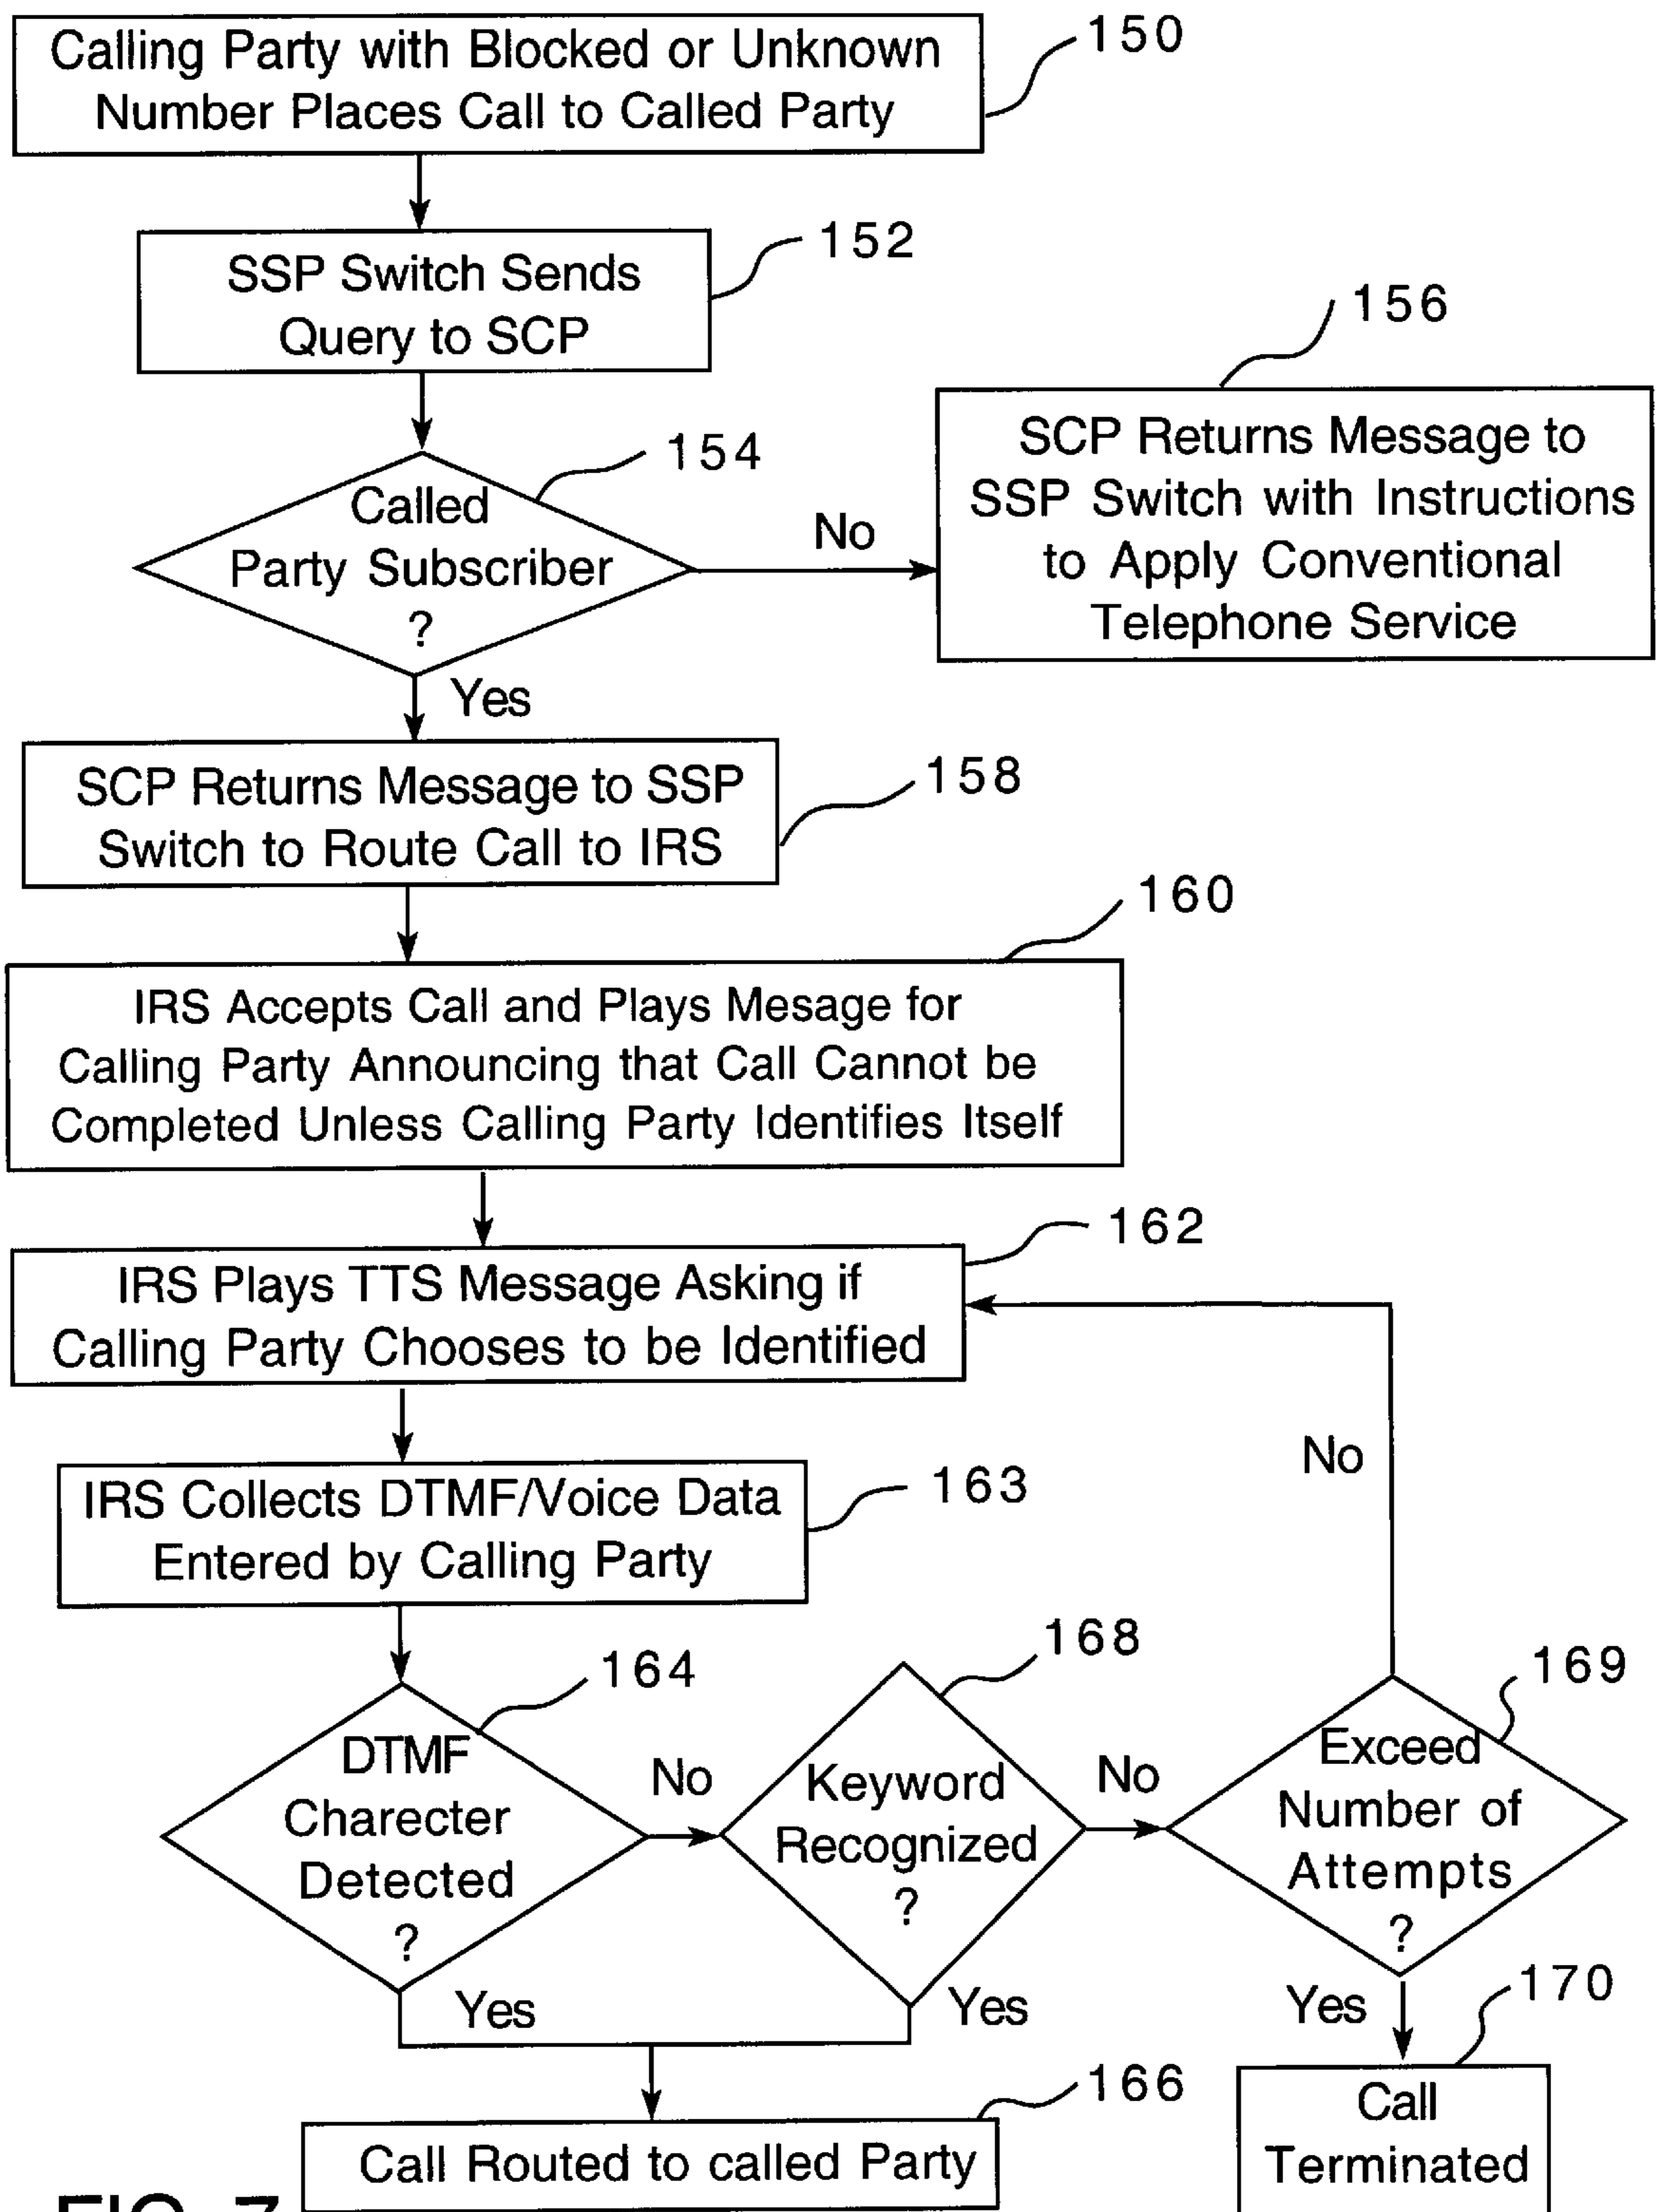 Calling Party with Blocked or Unknown
Number Places Call to Called Party
150
SSP Switch Sends
Query to SCP
152
156
SCP Returns Message to
SSP Switch with Instructions
to Apply Conventional
Telephone Service
154
Called
Party Subscriber
?
No
Yes
SCP Returns Message to SSP
Switch to Route Call to IRS
158
160
IRS Accepts Call and Plays Mesage for
Calling Party Announcing that Call Cannot be
Completed Unless Calling Party Identifies Itself
162
IRS Plays TTS Message Asking if
Calling Party Chooses to be Identified
No
IRS Collects DTMF/Voice Data
Entered by Calling Party
163
164
DTMF
Charecter
Detected
?
No
168
Keyword
Recognized
?
No
169
Exceed
Number of
Attempts
?
Yes
Yes
Yes
170
166
Call Routed to called Party
Call
Terminated
FIG. 7